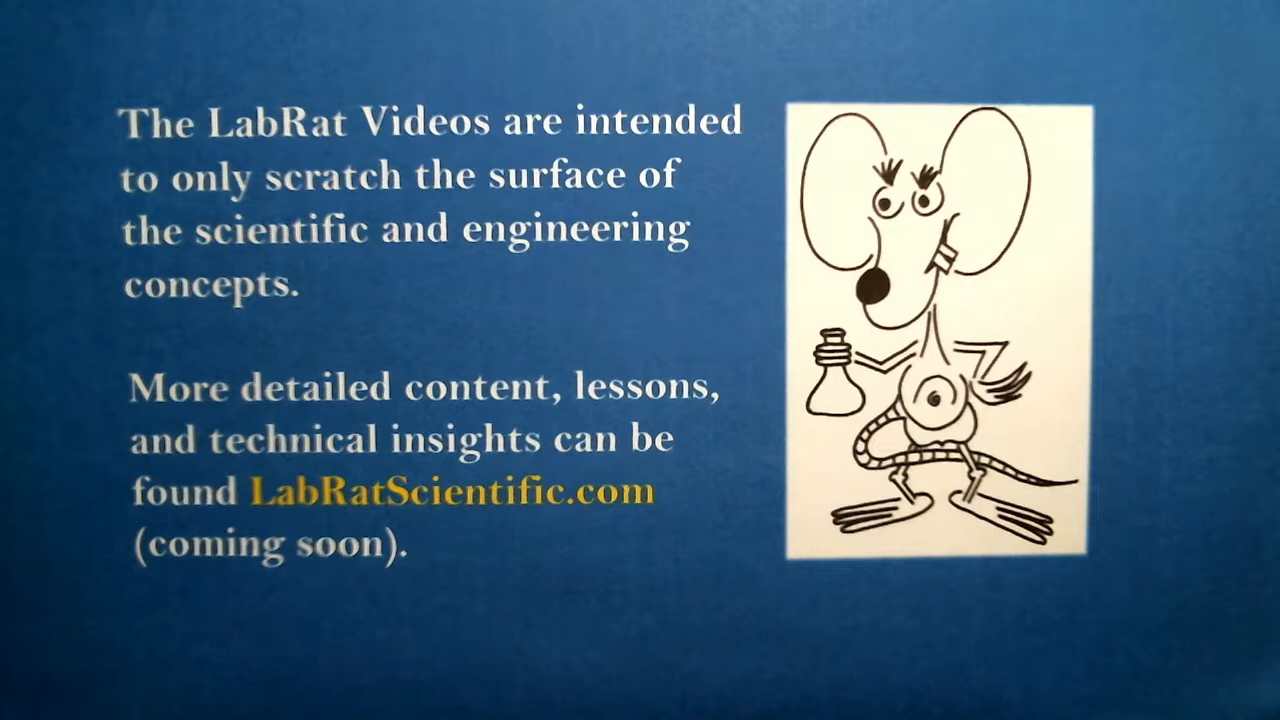 The LabRat Videos are intended
to only scratch the surface of
the scientific and engineering
concepts.
More detailed content, lessons,
and technical insights can be
found LabRatScientific.com
(coming soon).